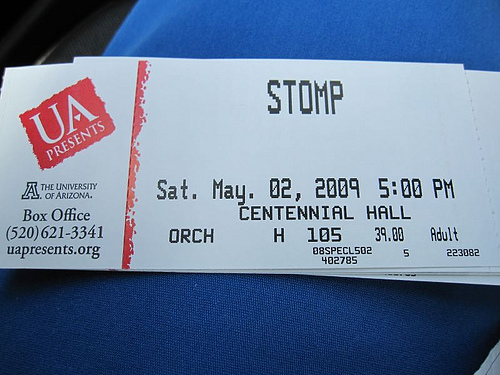 UA
PRESENTS
A THE UNIVERSITY
OF ARIZONA.
Box Office
(520)621-3341
uapresents.org
STOMP
Sat. May. 02, 2009 5:00 PM
CENTENNIAL HALL
ORCH H 105 39.00 Adult
08SPECL502 5 223082
402785